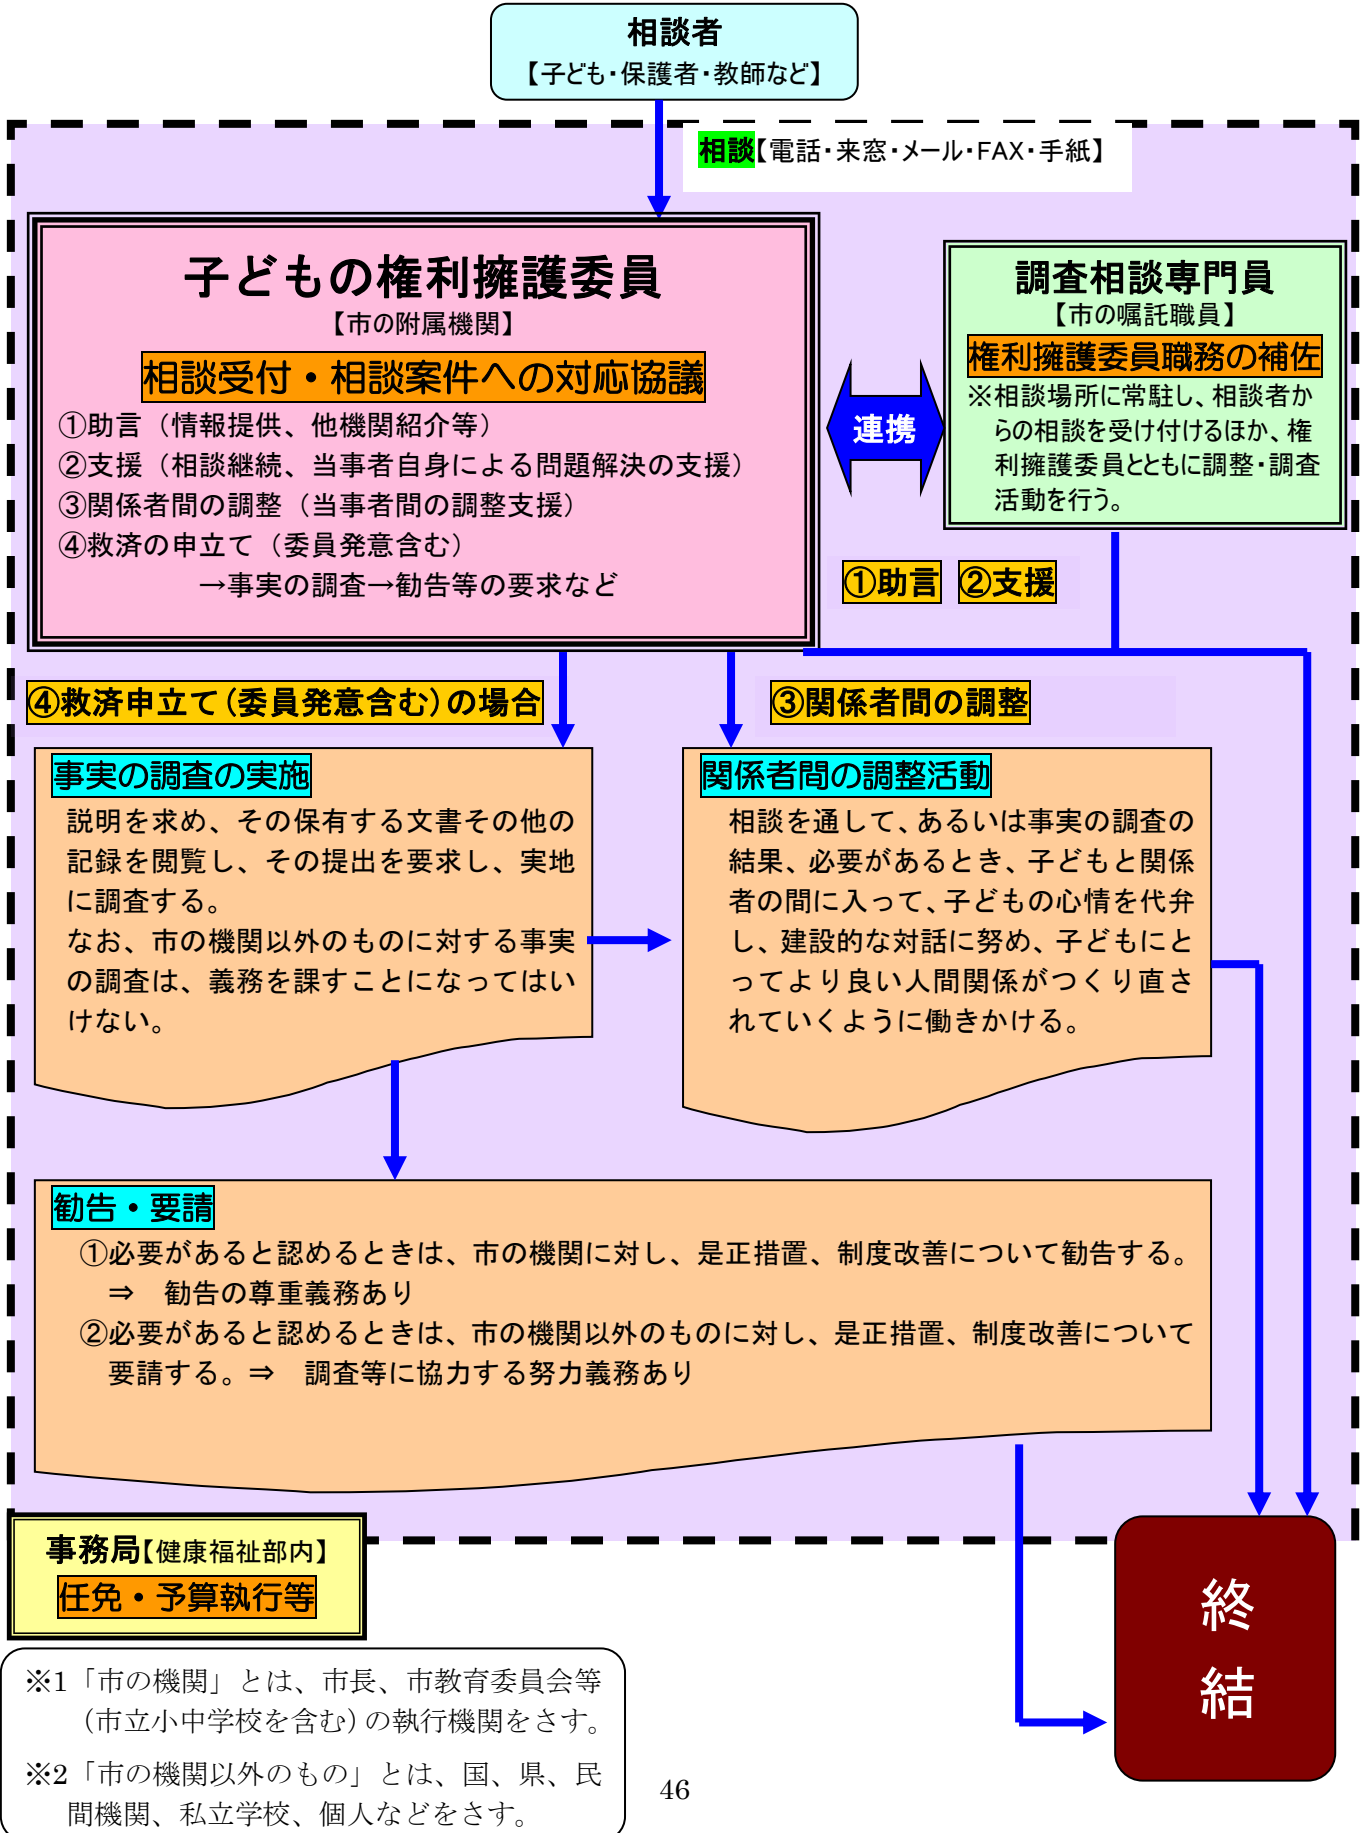 相談者
【子ども・保護者・教師など】
相談【電話・来窓・メール・FAX・手紙】
子どもの権利擁護委員
【市の附属機関】
相談受付・相談案件への対応協議
①助言（情報提供、他機関紹介等）
②支援（相談継続、当事者自身による問題解決の支援）
③関係者間の調整（当事者間の調整支援）
④救済の申立て（委員発意含む）
→事実の調査→勧告等の要求など
連携
調査相談専門員
【市の嘱託職員】
権利擁護委員職務の補佐
※相談場所に常駐し、相談者か
らの相談を受け付けるほか、権
利擁護委員とともに調整・調査
活動を行う。
①助言 ②支援
④救済申立て（委員発意含む）の場合
③関係者間の調整
事実の調査の実施
説明を求め、その保有する文書その他の
記録を閲覧し、その提出を要求し、実地
に調査する。
なお、市の機関以外のものに対する事実
の調査は、義務を課すことになってはい
けない。
関係者間の調整活動
相談を通して、あるいは事実の調査の
結果、必要があるとき、子どもと関係
者の間に入って、子どもの心情を代弁
し、建設的な対話に努め、子どもにと
ってより良い人間関係がつくり直さ
れていくように働きかける。
勧告・要請
①必要があると認めるときは、市の機関に対し、是正措置、制度改善について勧告する。
⇒　勧告の尊重義務あり
②必要があると認めるときは、市の機関以外のものに対し、是正措置、制度改善について
要請する。⇒　調査等に協力する努力義務あり
事務局【健康福祉部内】
任免・予算執行等
終
結
※1「市の機関」とは、市長、市教育委員会等
（市立小中学校を含む）の執行機関をさす。
※2「市の機関以外のもの」とは、国、県、民
間機関、私立学校、個人などをさす。
46